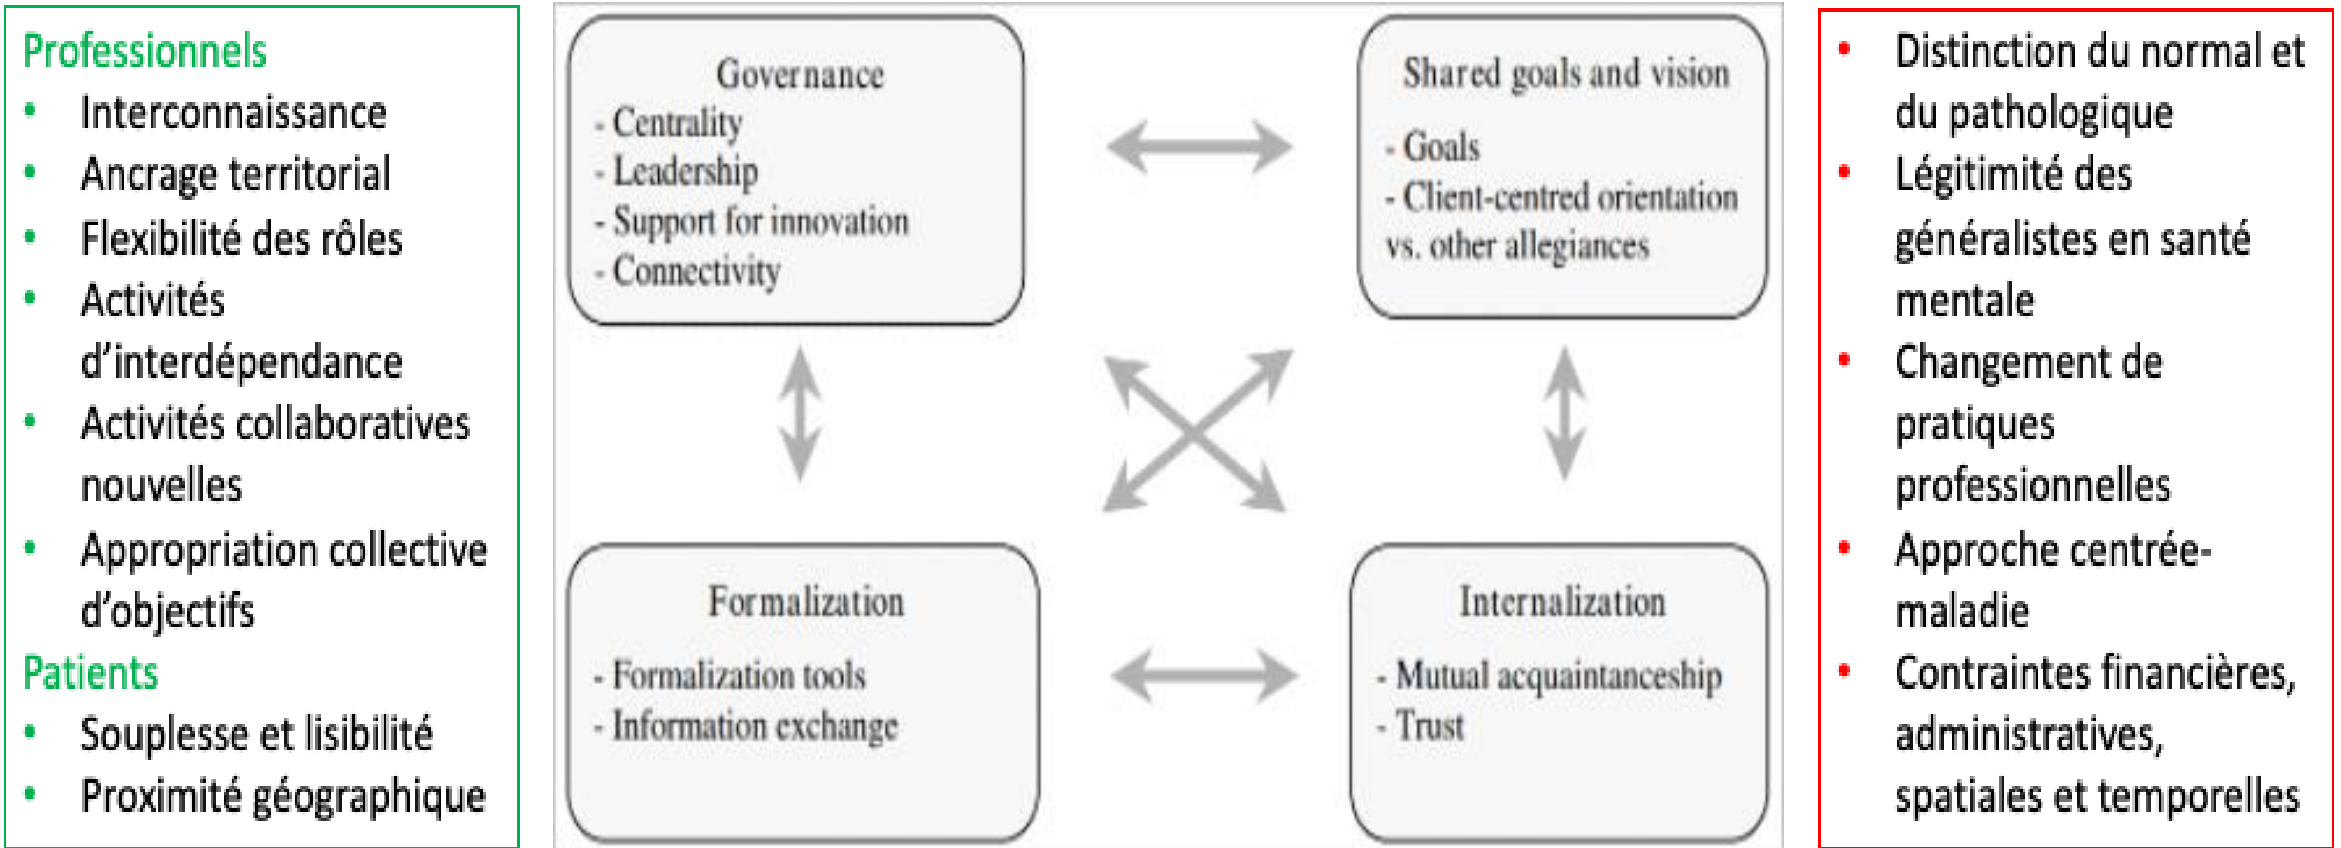 Professionnels
• Interconnaissance
• Ancrage territorial
• Flexibilité des rôles
• Activités
d’interdépendance
• Activités collaboratives
nouvelles
• Appropriation collective
d’objectifs
Patients
• Souplesse et lisibilité
• Proximité géographique
Governance
- Centrality
- Leadership
- Support for innovation
- Connectivity
Shared goals and vision
- Goals
- Client-centred orientation
vs. other allegiances
Formalization
- Formalization tools
- Information exchange
Internalization
- Mutual acquaintanceship
- Trust
• Distinction du normal et
du pathologique
• Légitimité des
généralistes en santé
mentale
• Changement de
pratiques
professionnelles
• Approche centrée-
maladie
• Contraintes financières,
administratives,
spatiales et temporelles